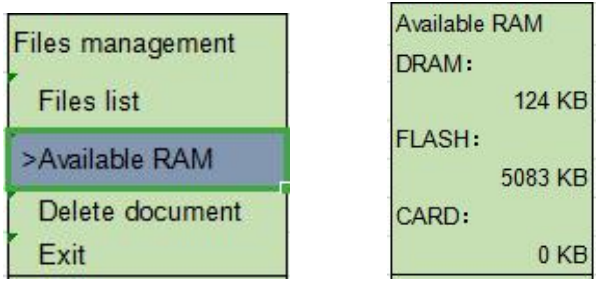 Files management
Files list
>Available RAM
Delete document
Exit
Available RAM
DRAM：
124 KB
FLASH：
5083 KB
CARD：
0 KB